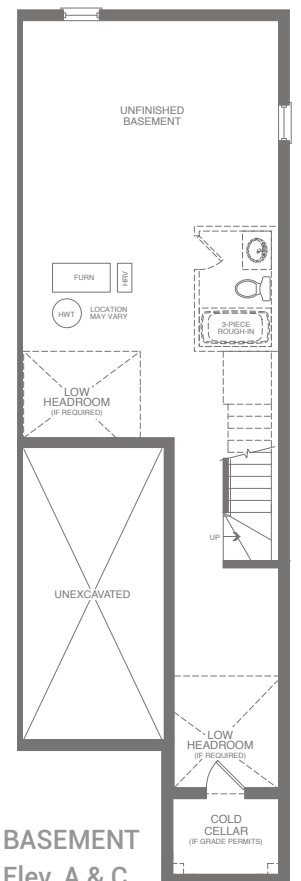 UNFINISHED
BASEMENT
FURN
HRV
HWT
LOCATION
MAY VARY
3-PIECE
ROUGH-IN
LOW
HEADROOM
(IF REQUIRED)
UP
UNEXCAVATED
LOW
HEADROOM
(IF REQUIRED)
COLD
CELLAR
(IF GRADE PERMITS)
BASEMENT
Elev. A & C